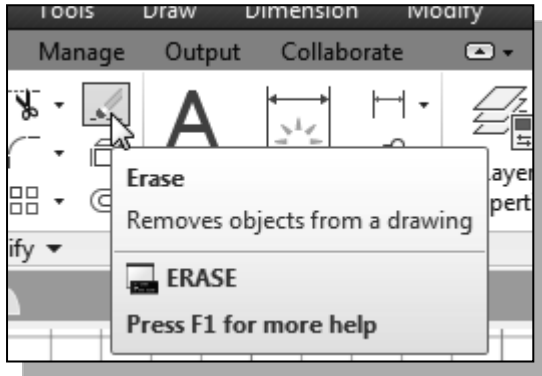 Tools Draw Dimension Modify
Manage Output Collaborate
A
Erase
Removes objects from a drawing
ERASE
Press F1 for more help
ayer
pert
ify